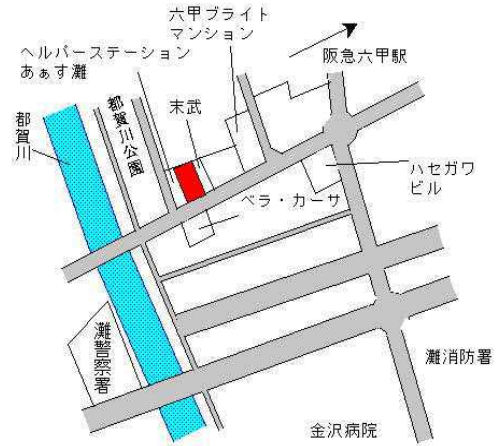 六甲ブライト
マンション
阪急六甲駅
ヘルパーステーション
あぁす灘
末武
都賀川公園
都賀川
ハセガワ
ビル
ベラ・カーサ
灘警察署
灘消防署
金沢病院